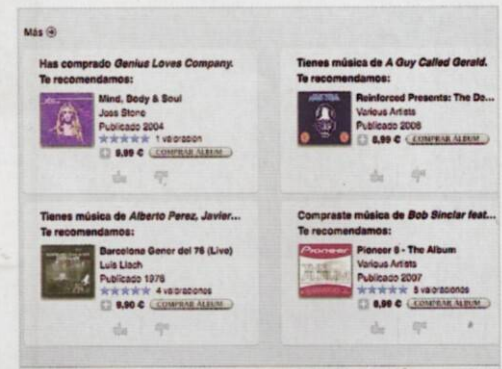 Más
Has comprado Genius Loves Company.
Te recomendamos:
Mind, Body & Soul
Joss Stone
Publicado 2004
1 valoración
9,99 € COMPRAR ÁLBUM
Tienes música de A Guy Called Gerald.
Te recomendamos:
Reinforced Presents: The Do...
Various Artists
Publicado 2006
8,99 € COMPRAR ÁLBUM
Tienes música de Alberto Perez, Javier...
Te recomendamos:
Barcelona Gener del 76 (Live)
Luis Llach
Publicado 1976
4 valoraciones
9,90 € COMPRAR ÁLBUM
Compraste música de Bob Sinclar feat...
Te recomendamos:
Pioneer
Pioneer 8 - The Album
Various Artists
Publicado 2007
5 valoraciones
9,99 € COMPRAR ÁLBUM